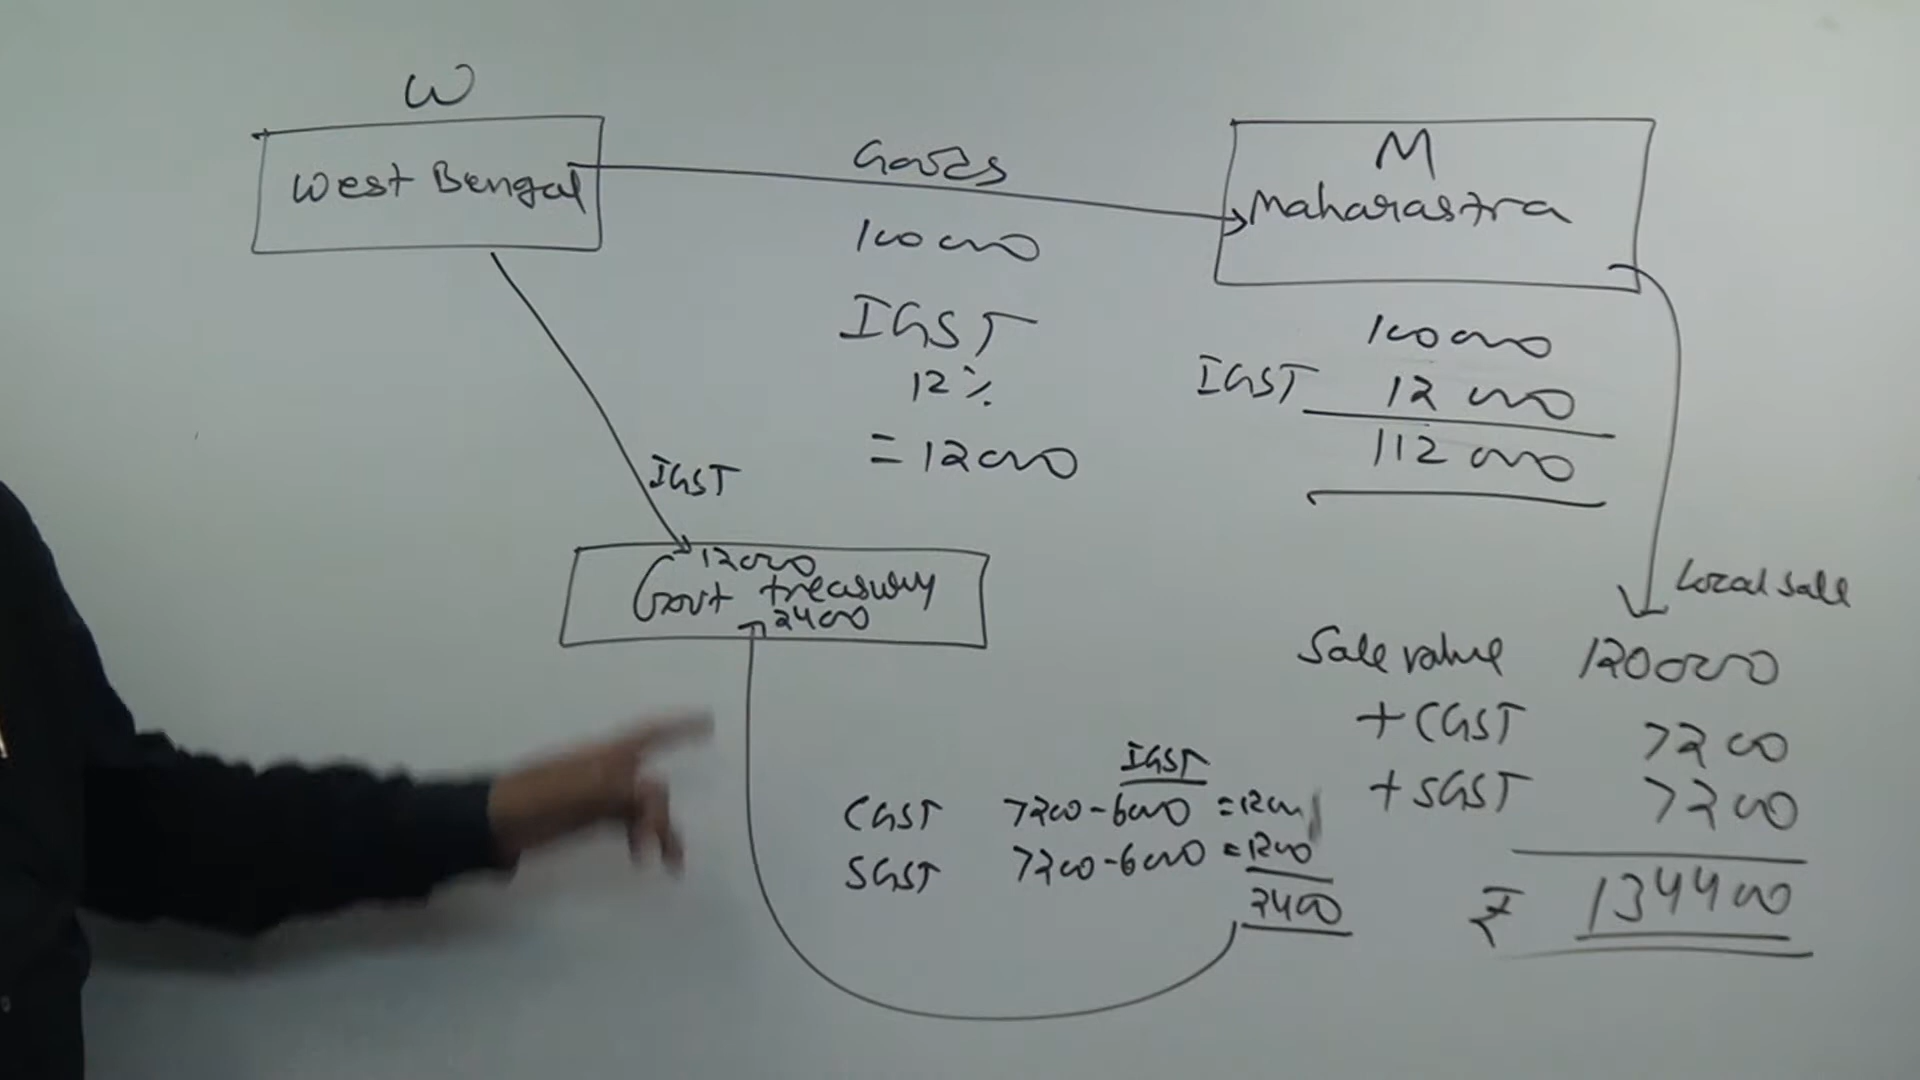 W
West Bengal
Goods
100000
IGST
12%
= 12000
M
Maharastra
100000
IGST 12000
112000
IGST
12000
Govt treasury
2400
Local sale
Sale value 120000
+ CGST 7200
+ SGST 7200
₹ 134400
IGST
CGST 7200-6000 = 1200
SGST 7200-6000 = 1200
2400